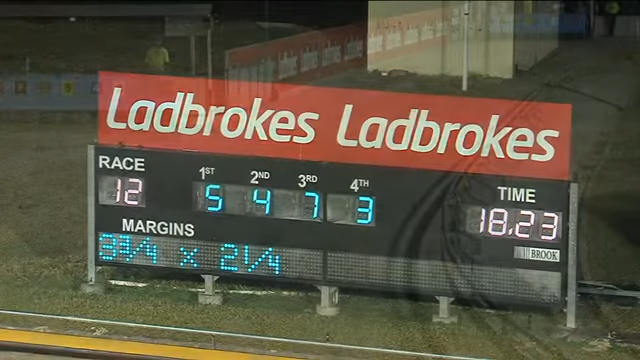 Ladbrokes Ladbrokes
RACE 1ST 2ND 3RD 4TH TIME
12 5 4 7 3 18.23
MARGINS BROOK
3 3/4 x 2 1/4